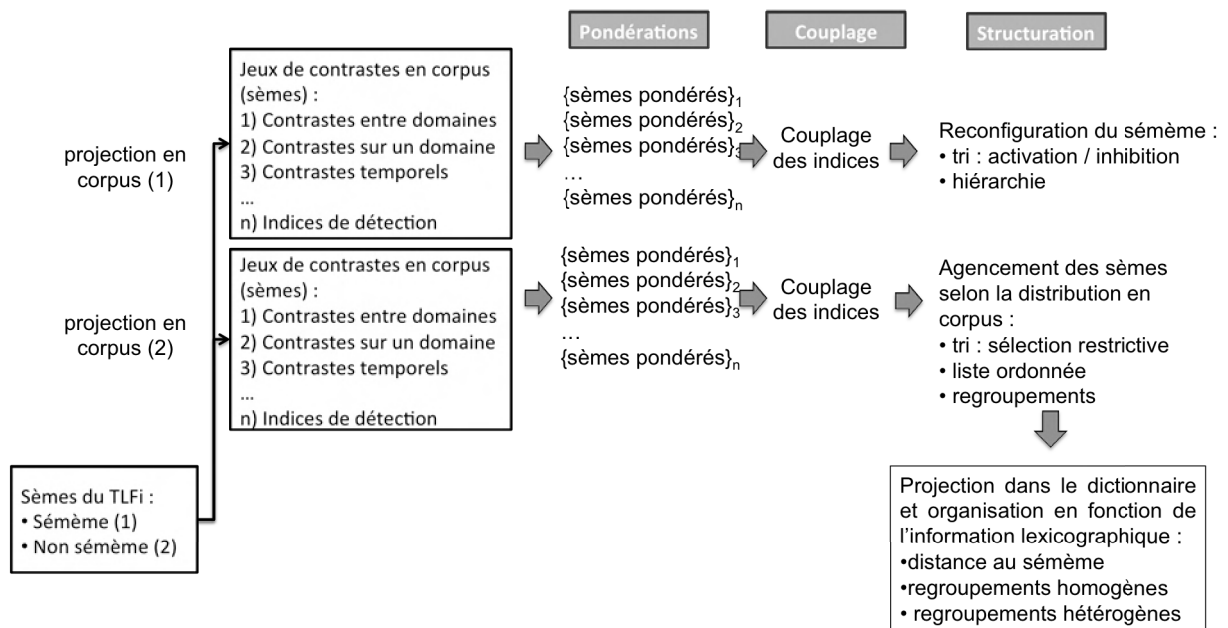 Pondérations
Couplage
Structuration
projection en
corpus (1)
Jeux de contrastes en corpus
(sèmes) :
1) Contrastes entre domaines
2) Contrastes sur un domaine
3) Contrastes temporels
...
n) Indices de détection
{sèmes pondérés}1
{sèmes pondérés}2
{sèmes pondérés}3
…
{sèmes pondérés}n
Couplage
des indices
Reconfiguration du sémème :
• tri : activation / inhibition
• hiérarchie
projection en
corpus (2)
Jeux de contrastes en corpus
(sèmes) :
1) Contrastes entre domaines
2) Contrastes sur un domaine
3) Contrastes temporels
...
n) Indices de détection
{sèmes pondérés}1
{sèmes pondérés}2
{sèmes pondérés}3
…
{sèmes pondérés}n
Couplage
des indices
Agencement des sèmes
selon la distribution en
corpus :
• tri : sélection restrictive
• liste ordonnée
• regroupements
Sèmes du TLFi :
• Sémème (1)
• Non sémème (2)
Projection dans le dictionnaire
et organisation en fonction de
l’information lexicographique :
•distance au sémème
•regroupements homogènes
• regroupements hétérogènes